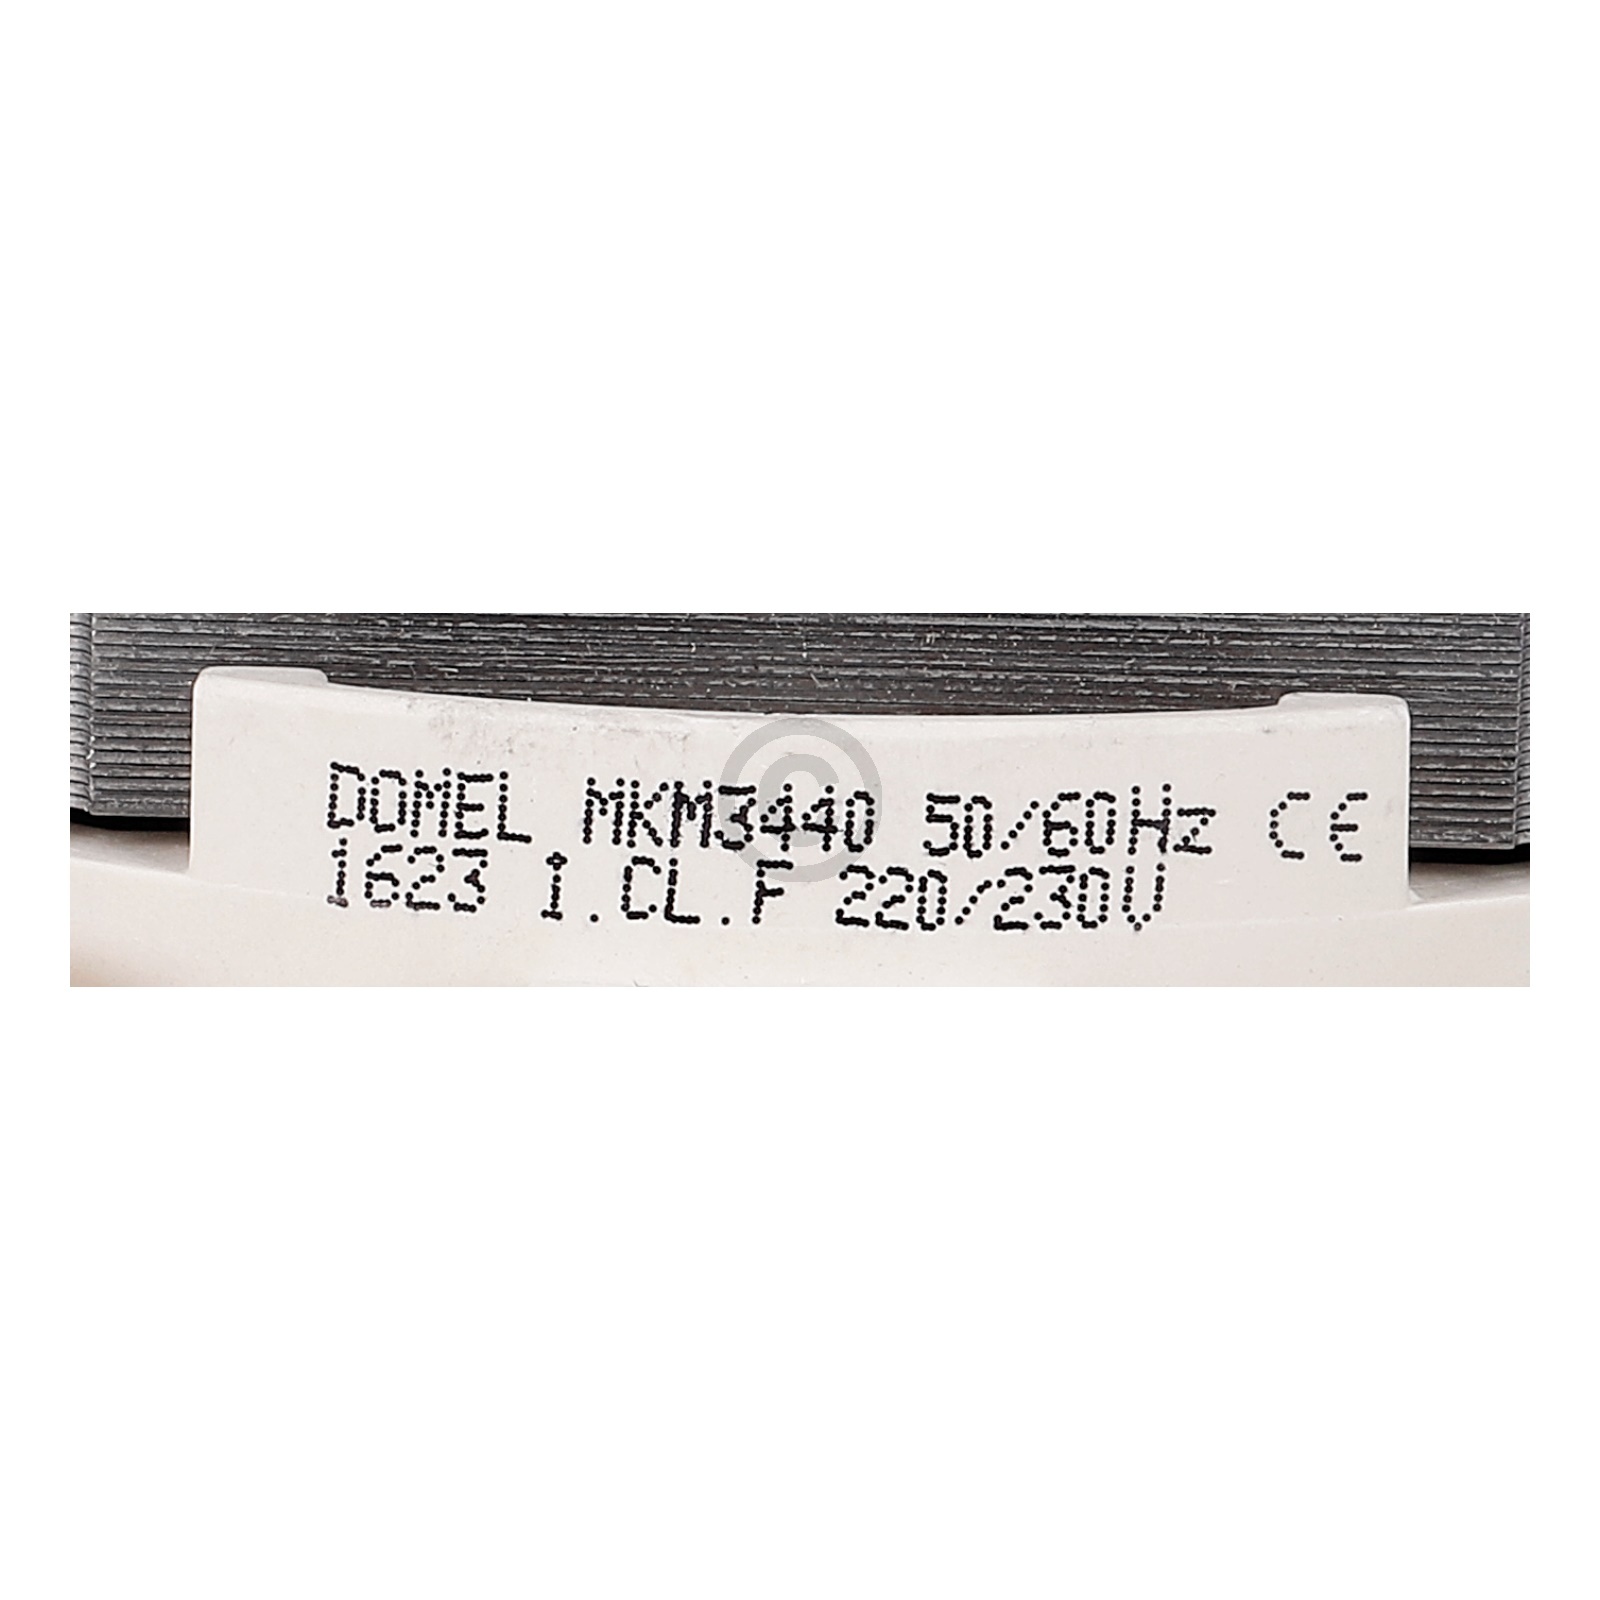 DOMEL MKM3440 50/60Hz CE
1623 I.CL.F 220/230V
©